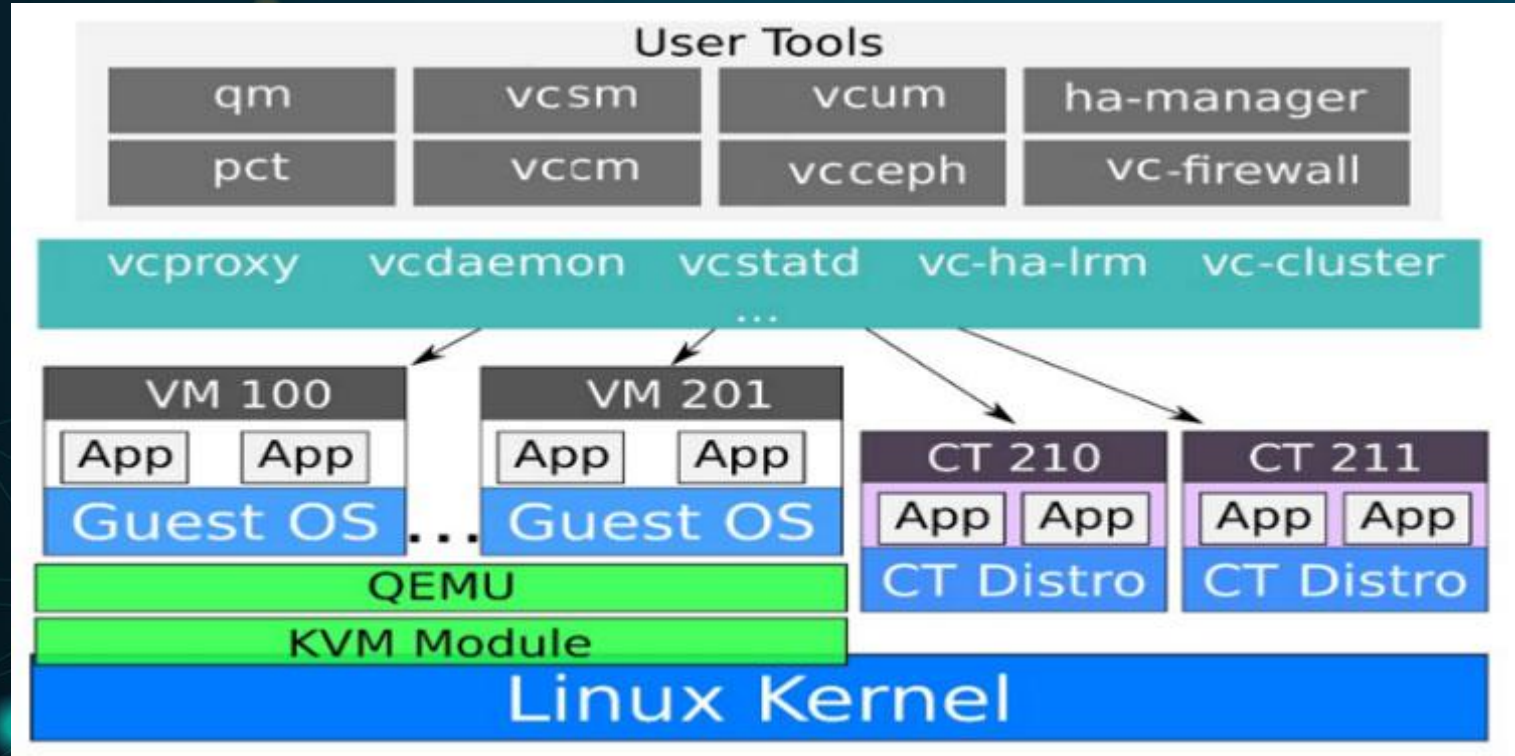 User Tools
qm vcsm vcum ha-manager
pct vccm vcceph vc-firewall
vcproxy vcdaemon vcstatd vc-ha-lrm vc-cluster
...
VM 100 VM 201
App App App App CT 210 CT 211
Guest OS ... Guest OS App App App App
QEMU CT Distro CT Distro
KVM Module
Linux Kernel